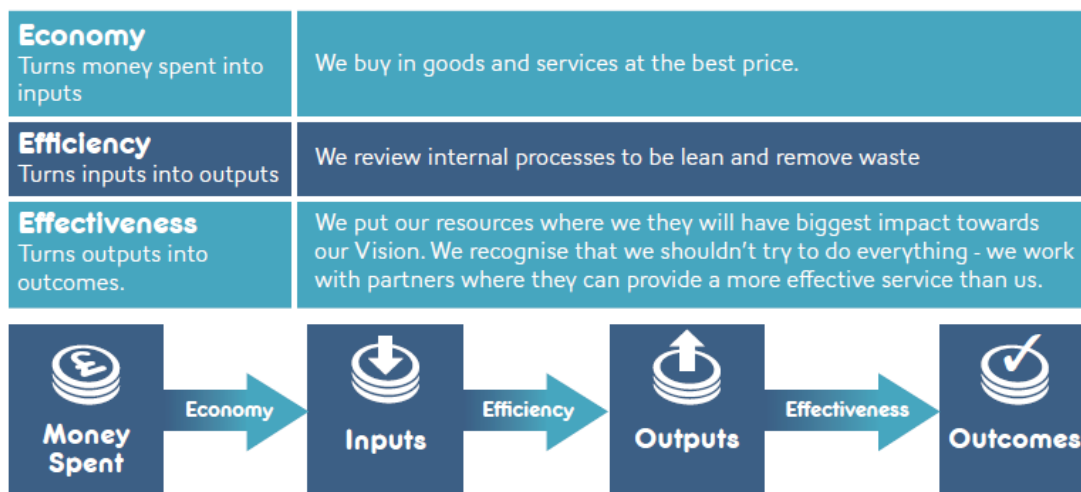 Economy
Turns money spent into
inputs
We buy in goods and services at the best price.
Efficiency
Turns inputs into outputs
We review internal processes to be lean and remove waste
Effectiveness
Turns outputs into
outcomes.
We put our resources where we they will have biggest impact towards
our Vision. We recognise that we shouldn't try to do everything - we work
with partners where they can provide a more effective service than us.
£
Money
Spent
Economy
Inputs
Efficiency
Outputs
Effectiveness
Outcomes